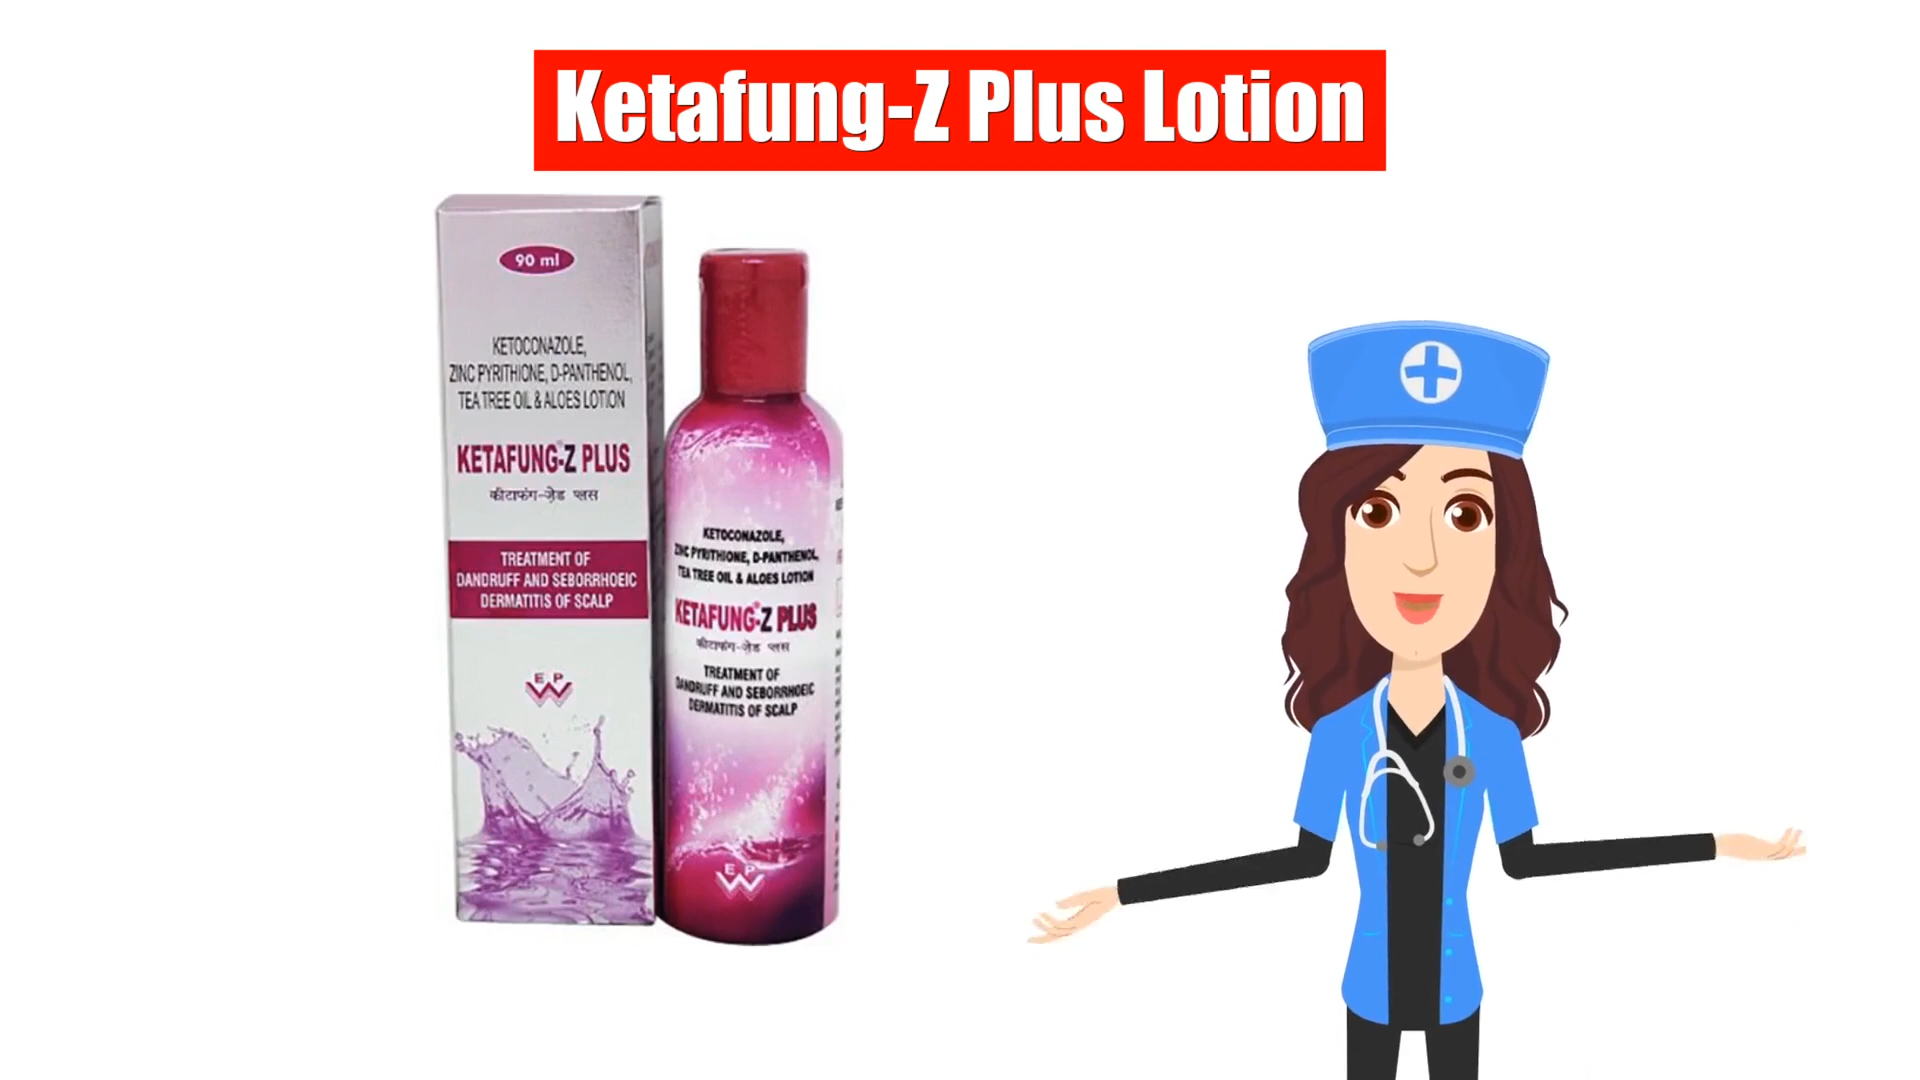 Ketafung-Z Plus Lotion
90 ml
KETOCONAZOLE,
ZINC PYRITHIONE, D-PANTHENOL,
TEA TREE OIL & ALOES LOTION
KETAFUNG®-Z PLUS
कीटाफंग-ज़ेड प्लस
TREATMENT OF
DANDRUFF AND SEBORRHOEIC
DERMATITIS OF SCALP
E P
W
KETOCONAZOLE,
ZINC PYRITHIONE, D-PANTHENOL,
TEA TREE OIL & ALOES LOTION
KETAFUNG®-Z PLUS
कीटाफंग-ज़ेड प्लस
TREATMENT OF
DANDRUFF AND SEBORRHOEIC
DERMATITIS OF SCALP
E P
W